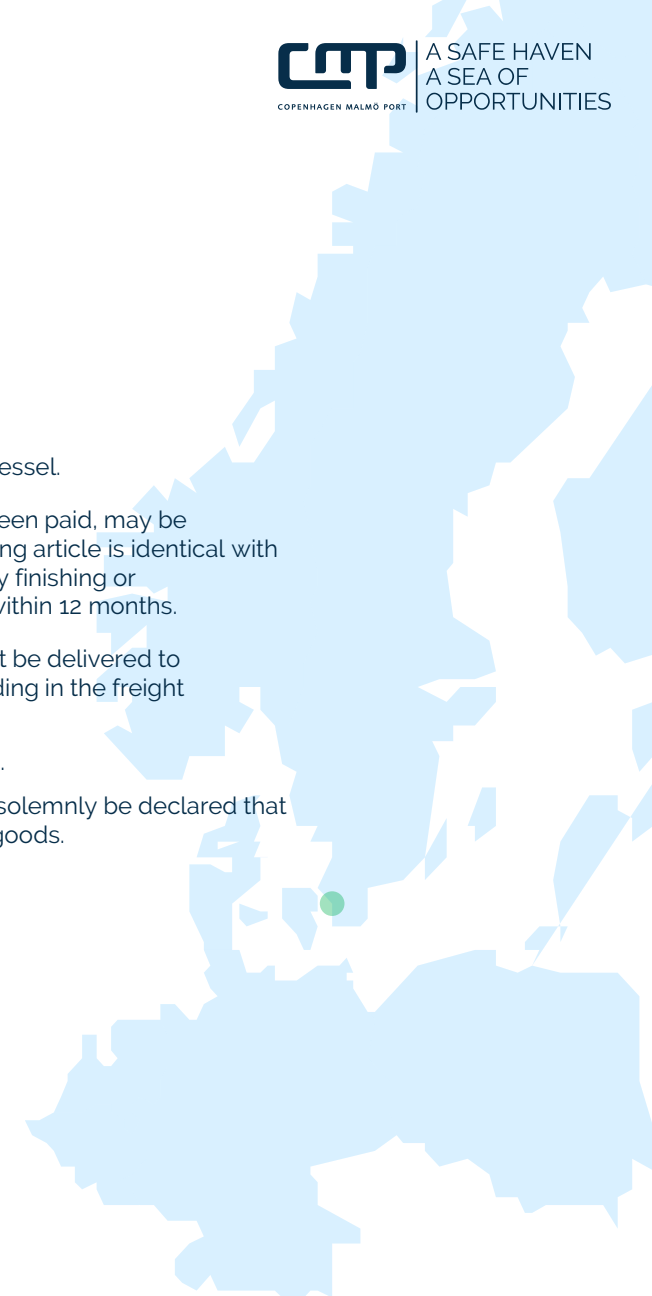 cmp
COPENHAGEN MALMÖ PORT
A SAFE HAVEN
A SEA OF
OPPORTUNITIES
essel.
een paid, may be
ng article is identical with
y finishing or
within 12 months.
t be delivered to
ding in the freight
.
solemnly be declared that
goods.